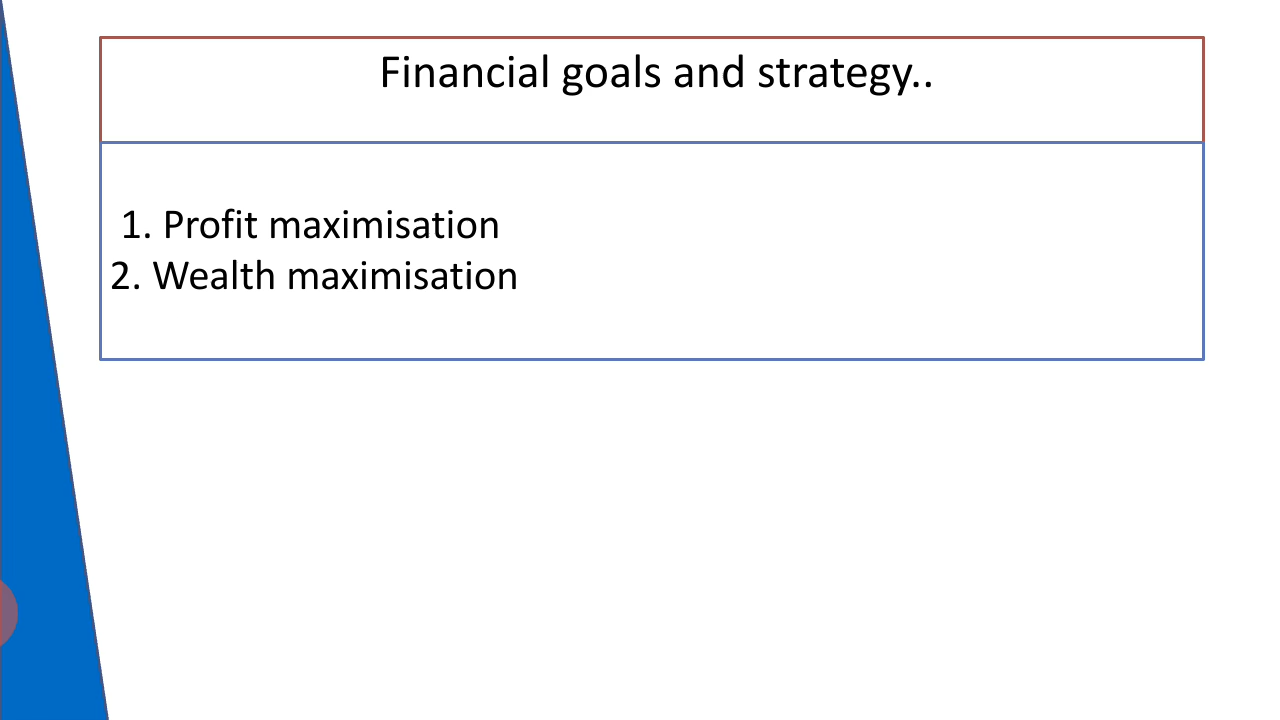 Financial goals and strategy..
1. Profit maximisation
2. Wealth maximisation